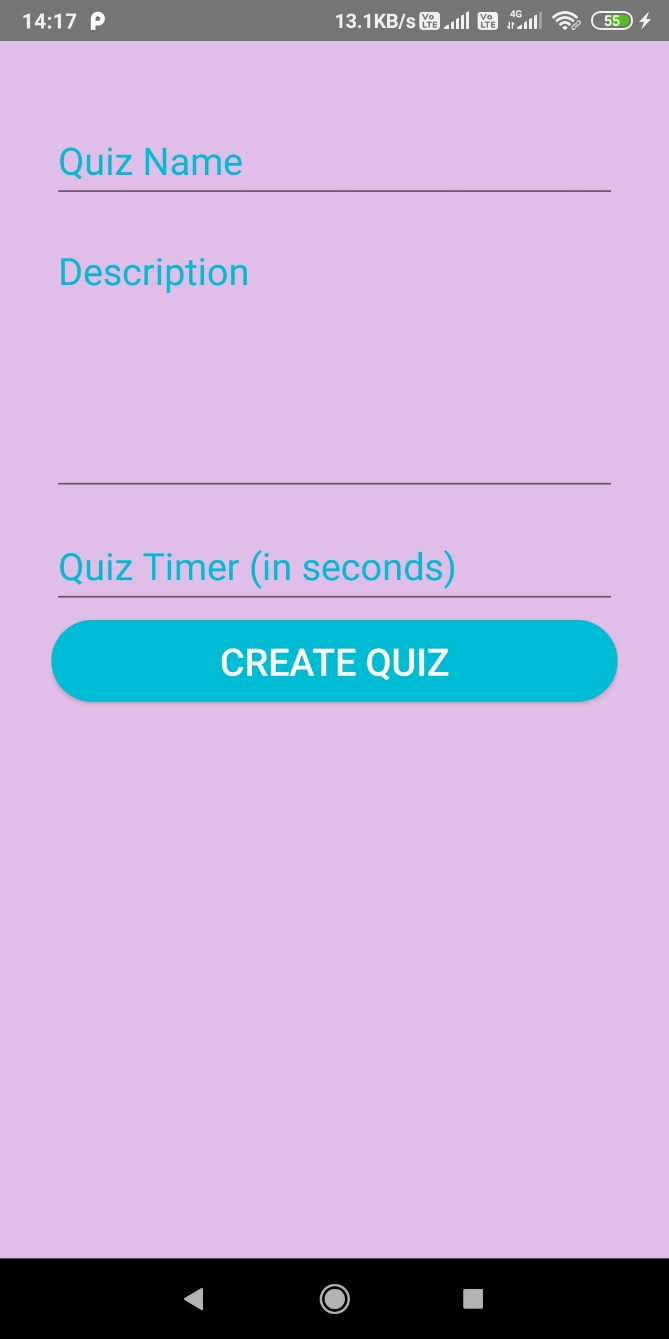 14:17 P 13.1KB/s Vo LTE Vo LTE 4G 55
Quiz Name
Description
Quiz Timer (in seconds)
CREATE QUIZ